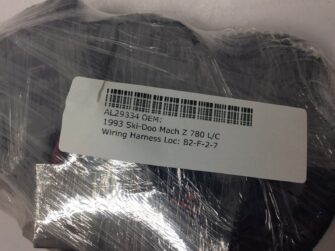 AL29334 OEM:
1993 Ski-Doo Mach Z 780 L/C
Wiring Harness Loc: B2-F-2-7